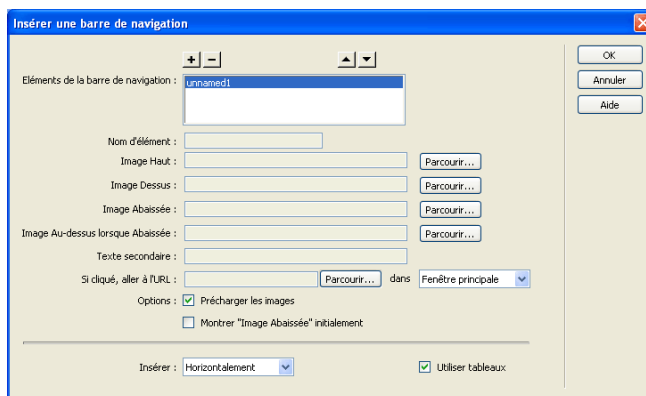 Insérer une barre de navigation
OK
Eléments de la barre de navigation : unnamed1 Annuler
Aide
Nom d'élément :
Image Haut : Parcourir...
Image Dessus : Parcourir...
Image Abaissée : Parcourir...
Image Au-dessus lorsque Abaissée : Parcourir...
Texte secondaire :
Si cliqué, aller à l'URL : Parcourir... dans Fenêtre principale
Options : Précharger les images
Montrer "Image Abaissée" initialement
Insérer : Horizontalement Utiliser tableaux